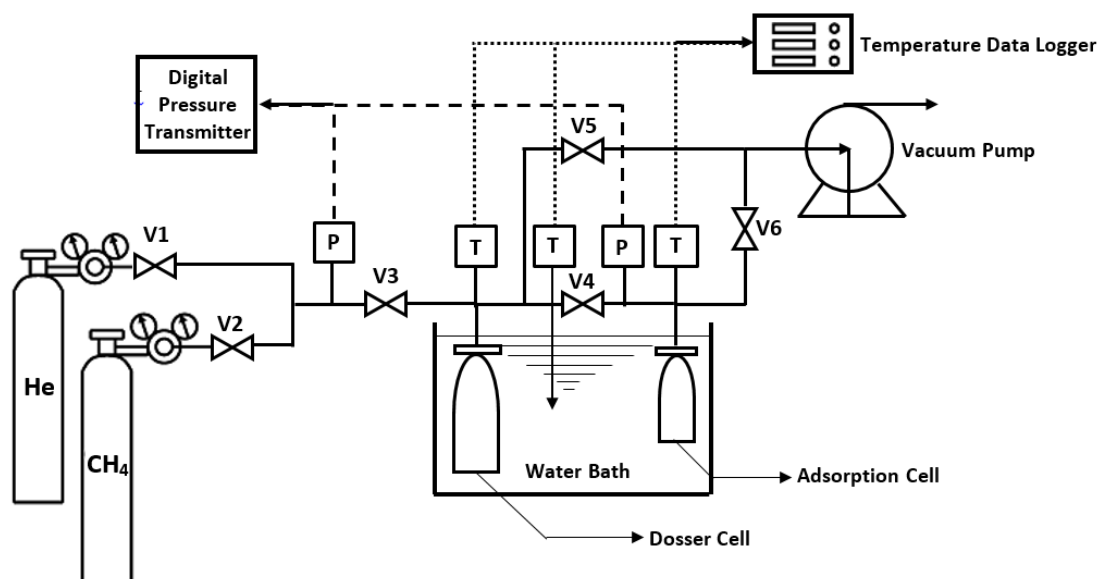 Temperature Data Logger
Digital
Pressure
Transmitter
V5
Vacuum Pump
P
T
T
P
T
V6
V1
V3
V4
V2
He
CH₄
Water Bath
Adsorption Cell
Dosser Cell